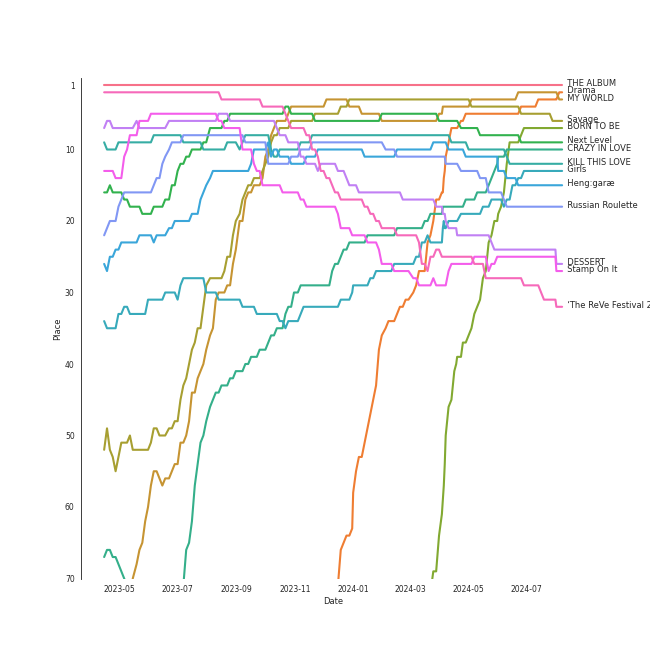 1
10
20
30
40
50
60
70
Place
2023-05
2023-07
2023-09
2023-11
2024-01
2024-03
2024-05
2024-07
Date
THE ALBUM
Drama
MY WORLD
Savage
BORN TO BE
Next Level
CRAZY IN LOVE
KILL THIS LOVE
Girls
Heng:garæ
Russian Roulette
DESSERT
Stamp On It
'The ReVe Festival 2